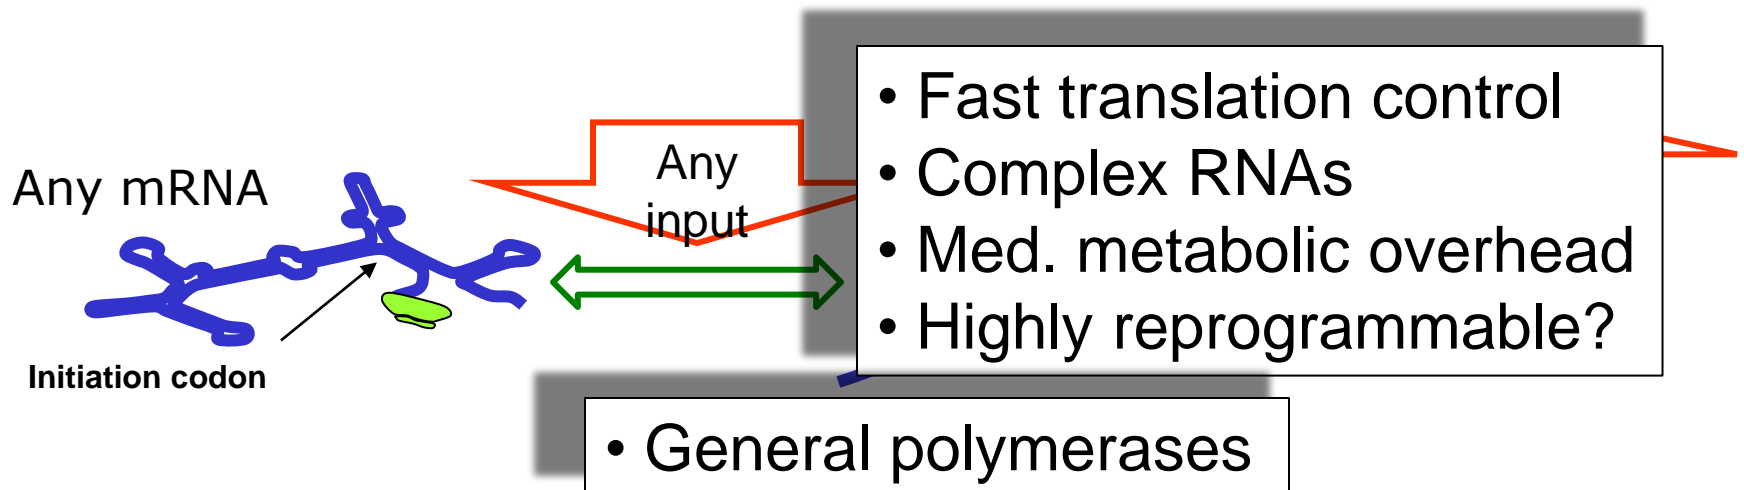 Any mRNA
Initiation codon
Any
input
• Fast translation control
• Complex RNAs
• Med. metabolic overhead
• Highly reprogrammable?
• General polymerases